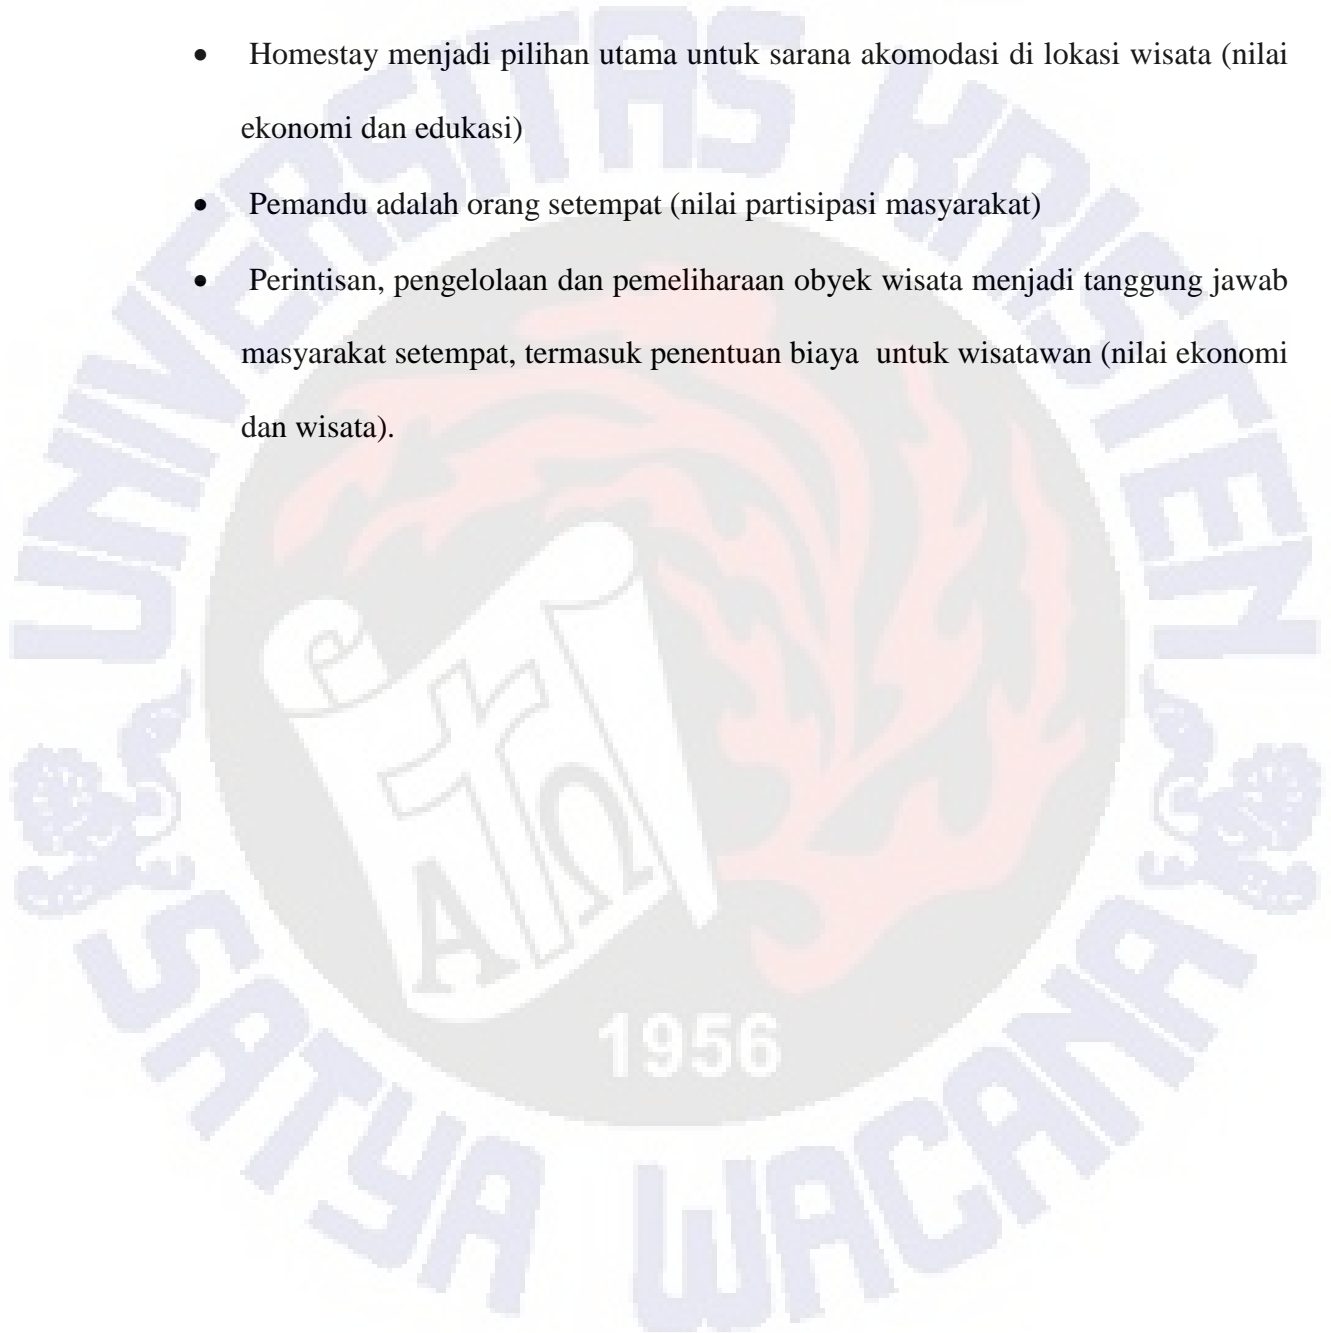 • Homestay menjadi pilihan utama untuk sarana akomodasi di lokasi wisata (nilai
ekonomi dan edukasi)
• Pemandu adalah orang setempat (nilai partisipasi masyarakat)
• Perintisan, pengelolaan dan pemeliharaan obyek wisata menjadi tanggung jawab
masyarakat setempat, termasuk penentuan biaya untuk wisatawan (nilai ekonomi
dan wisata).
UNIVERSITAS KRISTEN
SATYA WACANA
Α Ω
1956